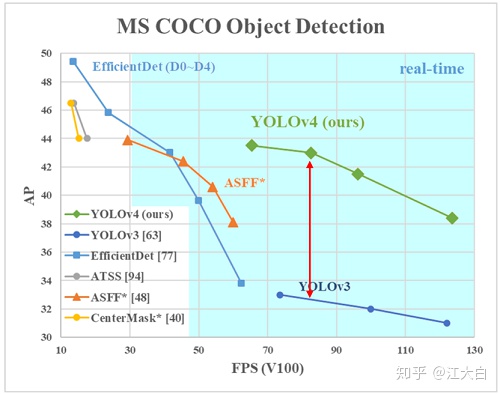 MS COCO Object Detection
EfficientDet (D0~D4)
real-time
YOLOv4 (ours)
ASFF*
YOLOv3
YOLOv4 (ours)
YOLOv3 [63]
EfficientDet [77]
ATSS [94]
ASFF* [48]
CenterMask* [40]
AP
50
48
46
44
42
40
38
36
34
32
30
10
30
50
70
90
110
130
FPS (V100)
知乎 @江大白